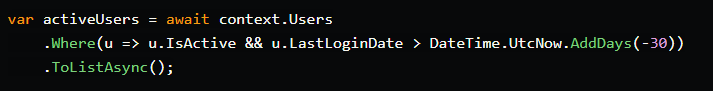 var activeUsers = await context.Users
    .Where(u => u.IsActive && u.LastLoginDate > DateTime.UtcNow.AddDays(-30))
    .ToListAsync();